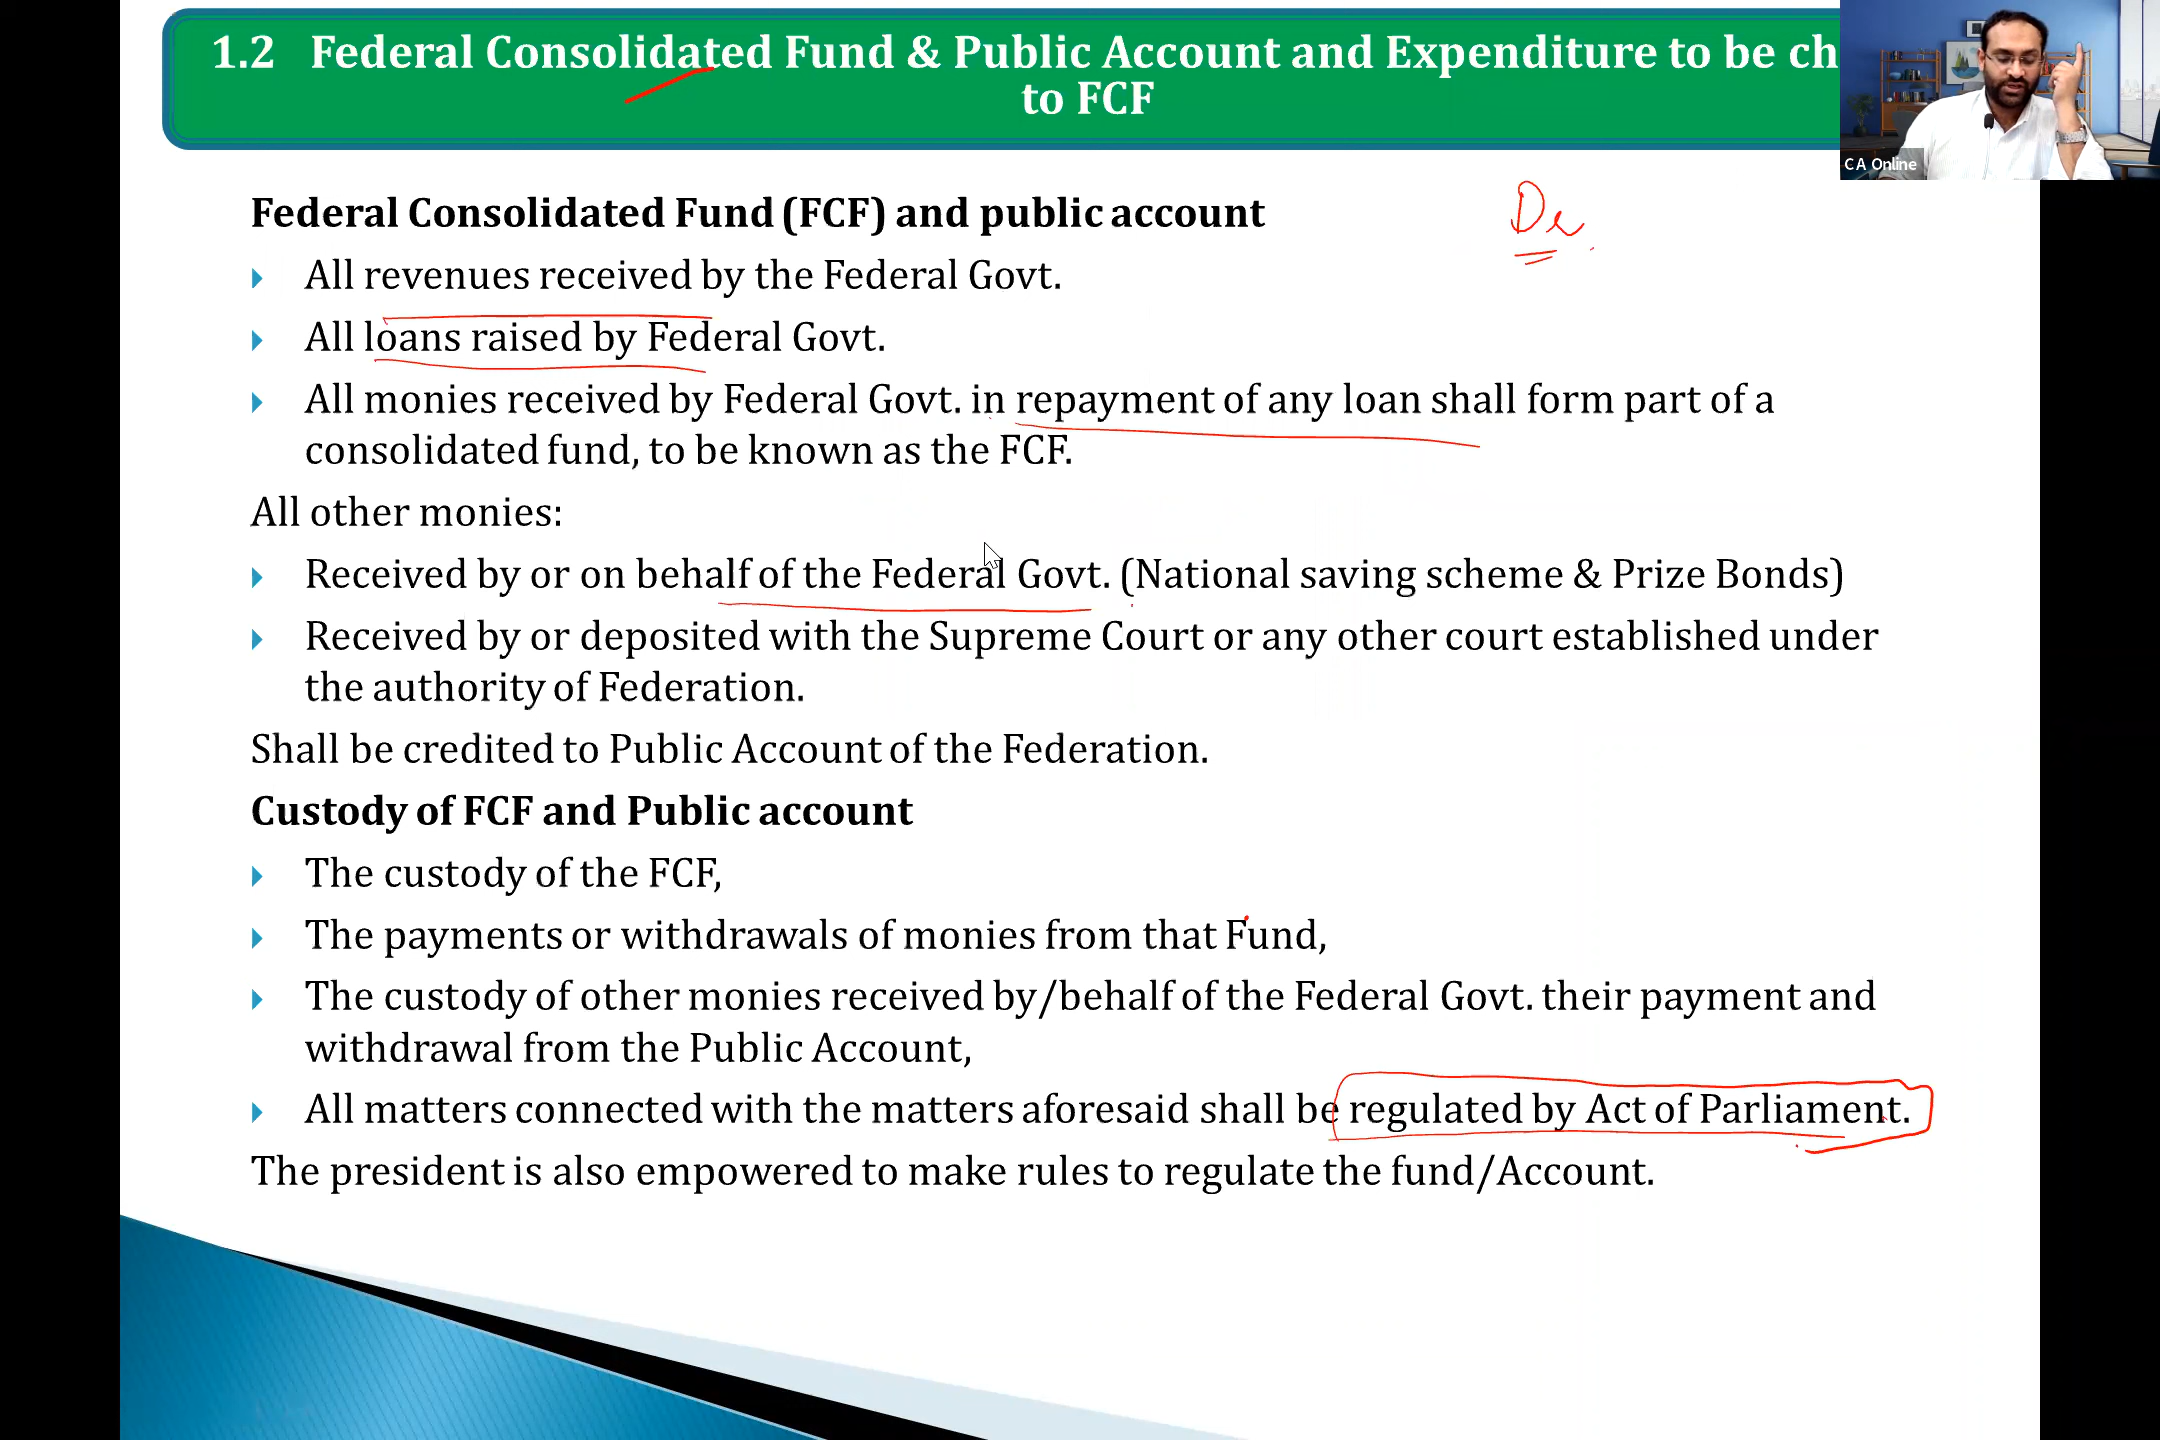 1.2 Federal Consolidated Fund & Public Account and Expenditure to be ch
to FCF
C A Online
De
Federal Consolidated Fund (FCF) and public account
All revenues received by the Federal Govt.
All loans raised by Federal Govt.
All monies received by Federal Govt. in repayment of any loan shall form part of a
consolidated fund, to be known as the FCF.
All other monies:
Received by or on behalf of the Federal Govt. (National saving scheme & Prize Bonds)
Received by or deposited with the Supreme Court or any other court established under
the authority of Federation.
Shall be credited to Public Account of the Federation.
Custody of FCF and Public account
The custody of the FCF,
The payments or withdrawals of monies from that Fund,
The custody of other monies received by/behalf of the Federal Govt. their payment and
withdrawal from the Public Account,
All matters connected with the matters aforesaid shall be regulated by Act of Parliament.
The president is also empowered to make rules to regulate the fund/Account.